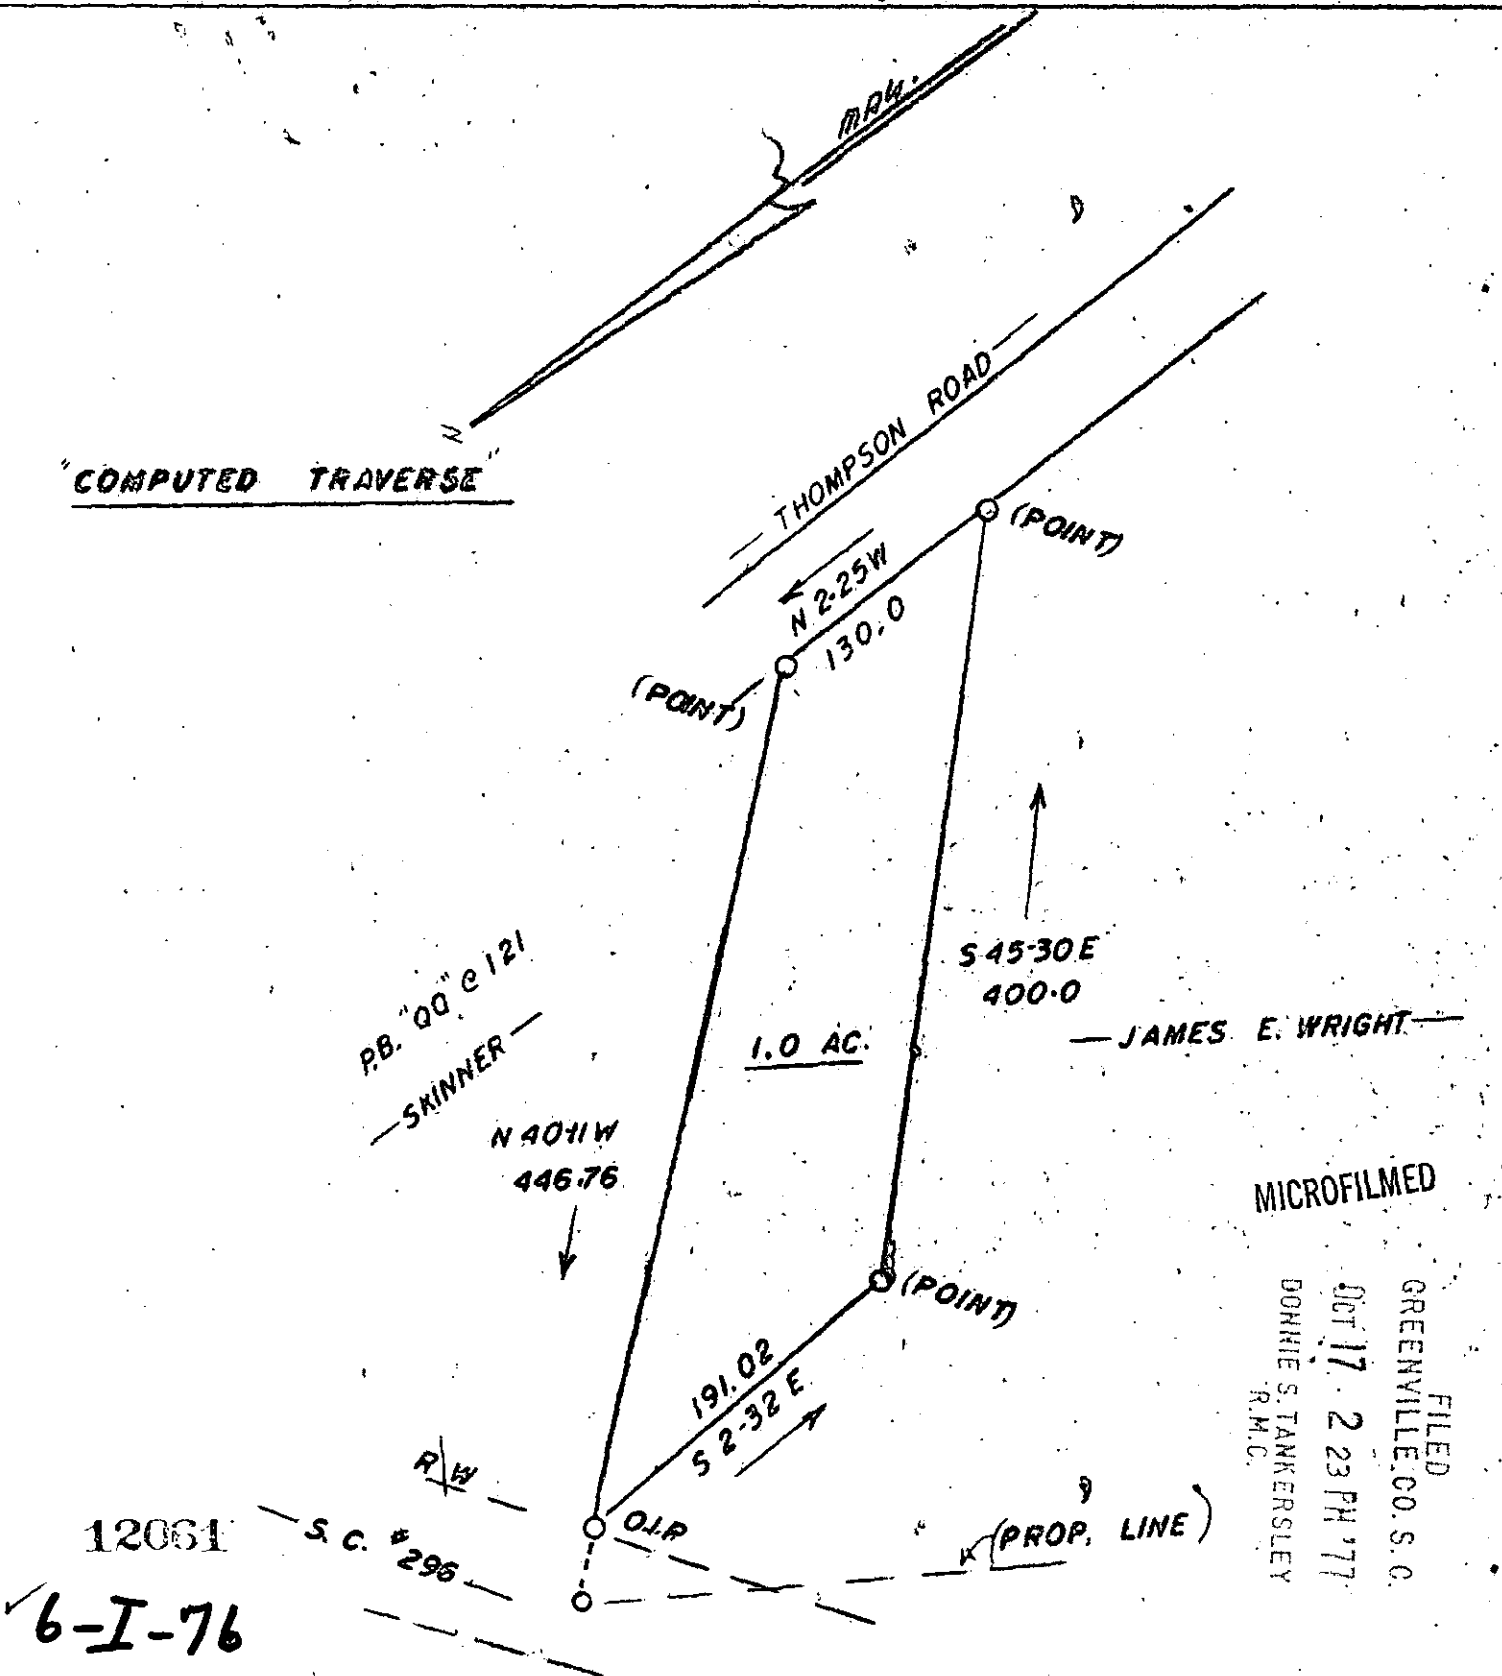 MAG.
N
"COMPUTED TRAVERSE"
THOMPSON ROAD
(POINT)
N 2-25 W
130.0
(POINT)
S 45-30 E
400.0
P.B. "QQ" @ 121
— SKINNER —
1.0 AC.
— JAMES E. WRIGHT —
N 40-11 W
446.76
MICROFILMED
(POINT)
191.02
S 2-32 E
FILED
GREENVILLE, CO. S. C.
OCT 17 2 23 PM '77
DONNIE S. TANKERSLEY
R.M.C.
R/W
O.I.P.
(PROP. LINE)
S. C. # 296
12061
6-I-76